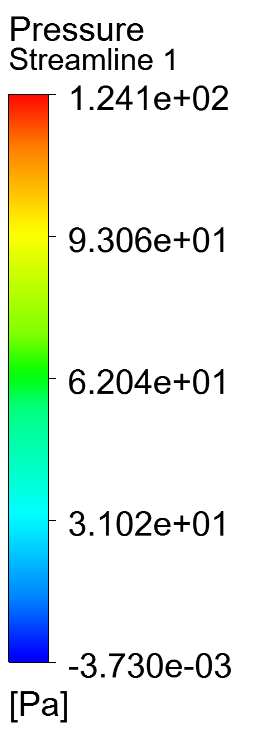 Pressure
Streamline 1
1.241e+02
9.306e+01
6.204e+01
3.102e+01
-3.730e-03
[Pa]